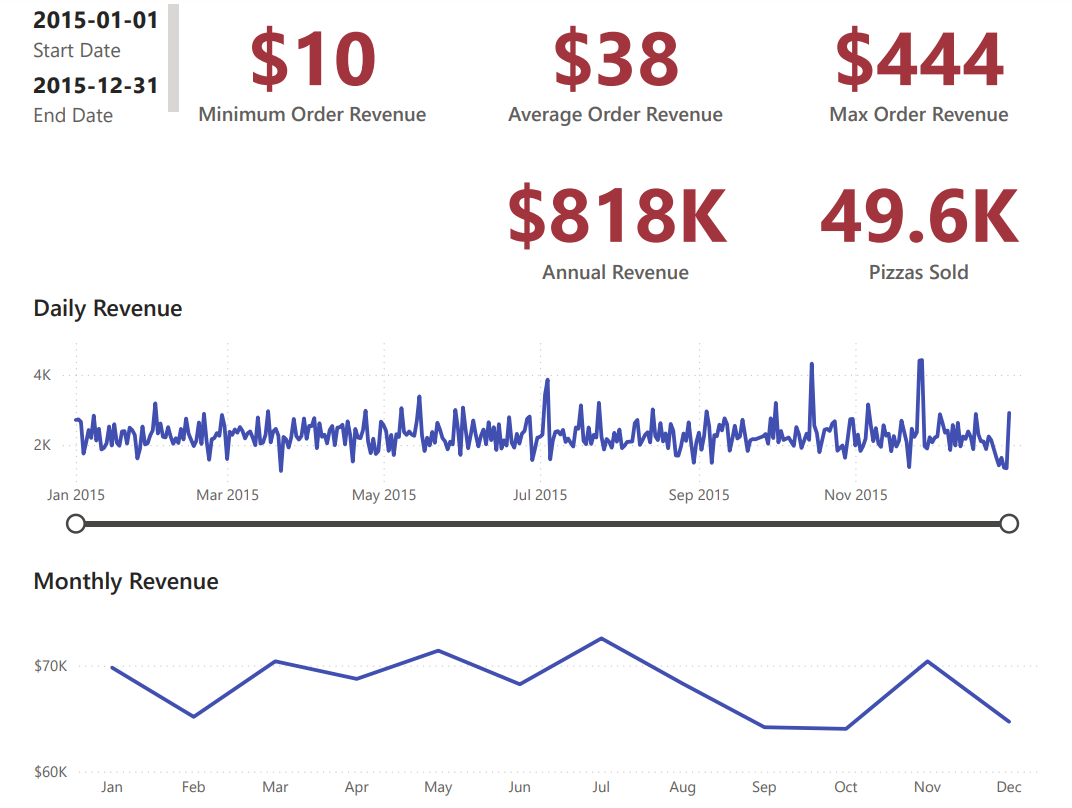 2015-01-01
Start Date
2015-12-31
End Date
$10
Minimum Order Revenue
$38
Average Order Revenue
$444
Max Order Revenue
$818K
Annual Revenue
49.6K
Pizzas Sold
Daily Revenue
4K
2K
Jan 2015 Mar 2015 May 2015 Jul 2015 Sep 2015 Nov 2015
Monthly Revenue
$70K
$60K
Jan Feb Mar Apr May Jun Jul Aug Sep Oct Nov Dec